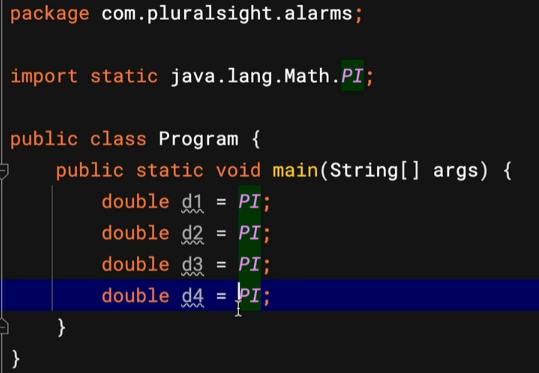 package com.pluralsight.alarms;
import static java.lang.Math.PI;
public class Program {
public static void main(String[] args) {
double d1 = PI;
double d2 = PI;
double d3 = PI;
double d4 = PI;
}
}